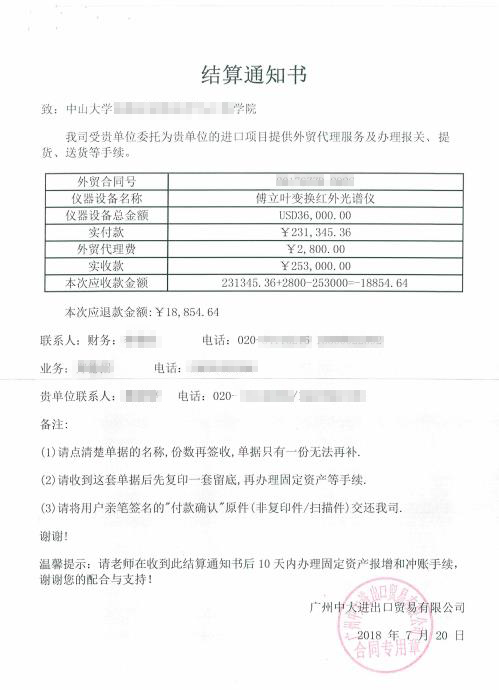 结算通知书
致：中山大学 学院
我司受贵单位委托为贵单位的进口项目提供外贸代理服务及办理报关、提
货、送货等手续。
外贸合同号
仪器设备名称 傅立叶变换红外光谱仪
仪器设备总金额 USD36,000.00
实付款 ￥231,345.36
外贸代理费 ￥2,800.00
实收款 ￥253,000.00
本次应收款金额 231345.36+2800-253000=-18854.64
本次应退款金额:￥18,854.64
联系人：财务： 电话：020-
业务： 电话：
贵单位联系人： 电话：020-
备注:
(1)请点清楚单据的名称,份数再签收,单据只有一份无法再补.
(2)请收到这套单据后先复印一套留底,再办理固定资产等手续.
(3)请将用户亲笔签名的"付款确认"原件(非复印件/扫描件)交还我司.
谢谢!
温馨提示：请老师在收到此结算通知书后 10 天内办理固定资产报增和冲账手续，
谢谢您的配合与支持！
广州中大进出口贸易有限公司
2018 年 7 月 20 日
广州中大进出口贸易有限公司
合同专用章